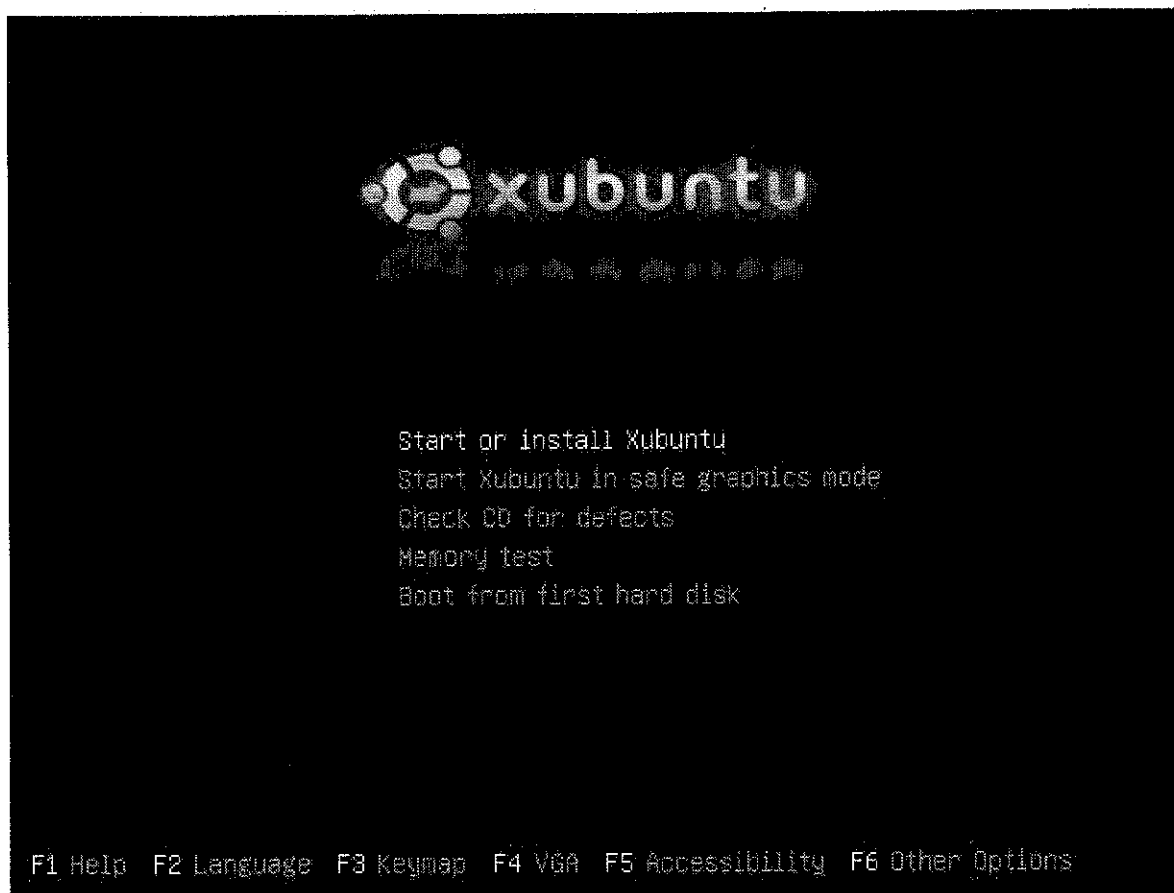 xubuntu
Start or install Xubuntu
Start Xubuntu in safe graphics mode
Check CD for defects
Memory test
Boot from first hard disk
F1 Help F2 Language F3 Keymap F4 VGA F5 Accessibility F6 Other Options